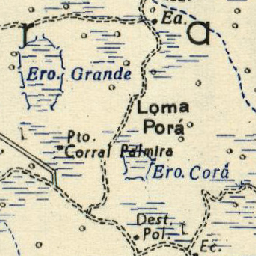 r a
Ea.
Ero. Grande
Loma
Porá
Pto.
Corral Palmira
Ero. Corá
Dest.
Pol.
Ec.